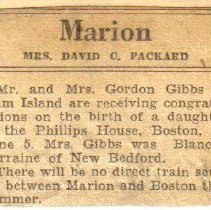 Marion
MRS. DAVID C. PACKARD
Mr. and Mrs. Gordon Gibbs
m Island are receiving congrat
tions on the birth of a daught
the Phillips House, Boston,
ne 5. Mrs. Gibbs was Blanc
rraine of New Bedford.
There will be no direct train ser
between Marion and Boston th
mmer.